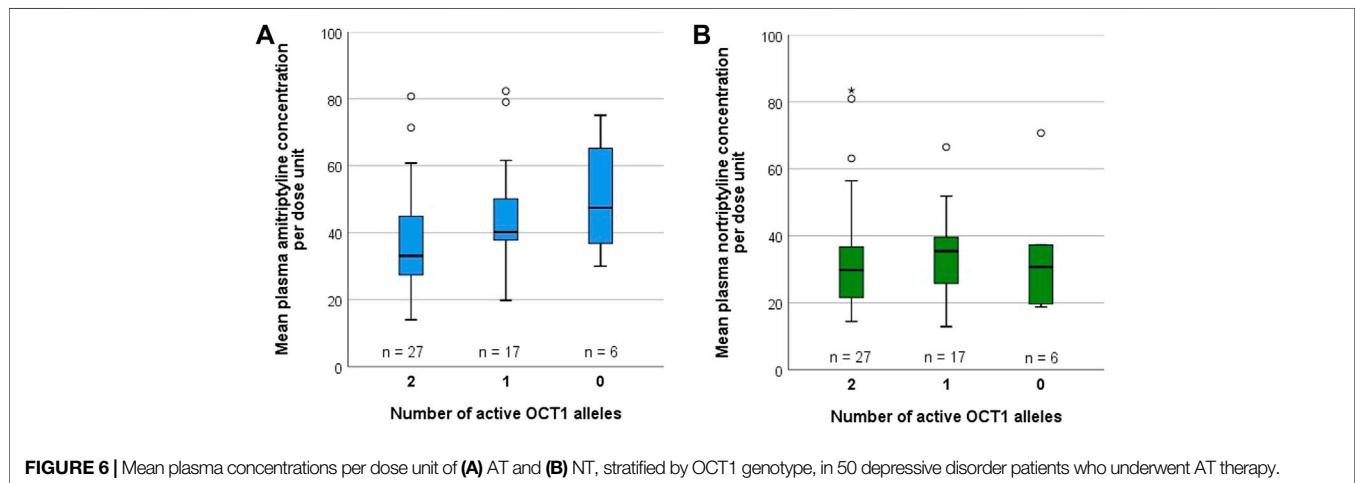 A
Mean plasma amitriptyline concentration
per dose unit
100
80
60
40
20
0
n = 27
n = 17
n = 6
2
1
0
Number of active OCT1 alleles
B
Mean plasma nortriptyline concentration
per dose unit
100
80
60
40
20
0
*
n = 27
n = 17
n = 6
2
1
0
Number of active OCT1 alleles
FIGURE 6 | Mean plasma concentrations per dose unit of (A) AT and (B) NT, stratified by OCT1 genotype, in 50 depressive disorder patients who underwent AT therapy.